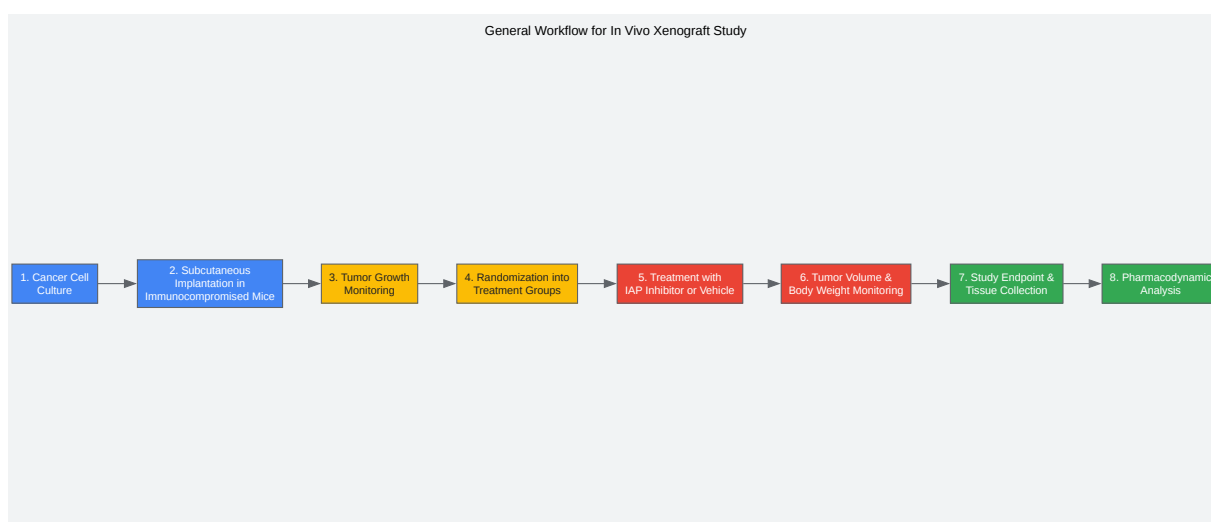 General Workflow for In Vivo Xenograft Study
1. Cancer Cell
Culture
2. Subcutaneous
Implantation in
Immunocompromised Mice
3. Tumor Growth
Monitoring
4. Randomization into
Treatment Groups
5. Treatment with
IAP Inhibitor or Vehicle
6. Tumor Volume &
Body Weight Monitoring
7. Study Endpoint &
Tissue Collection
8. Pharmacodynamic
Analysis